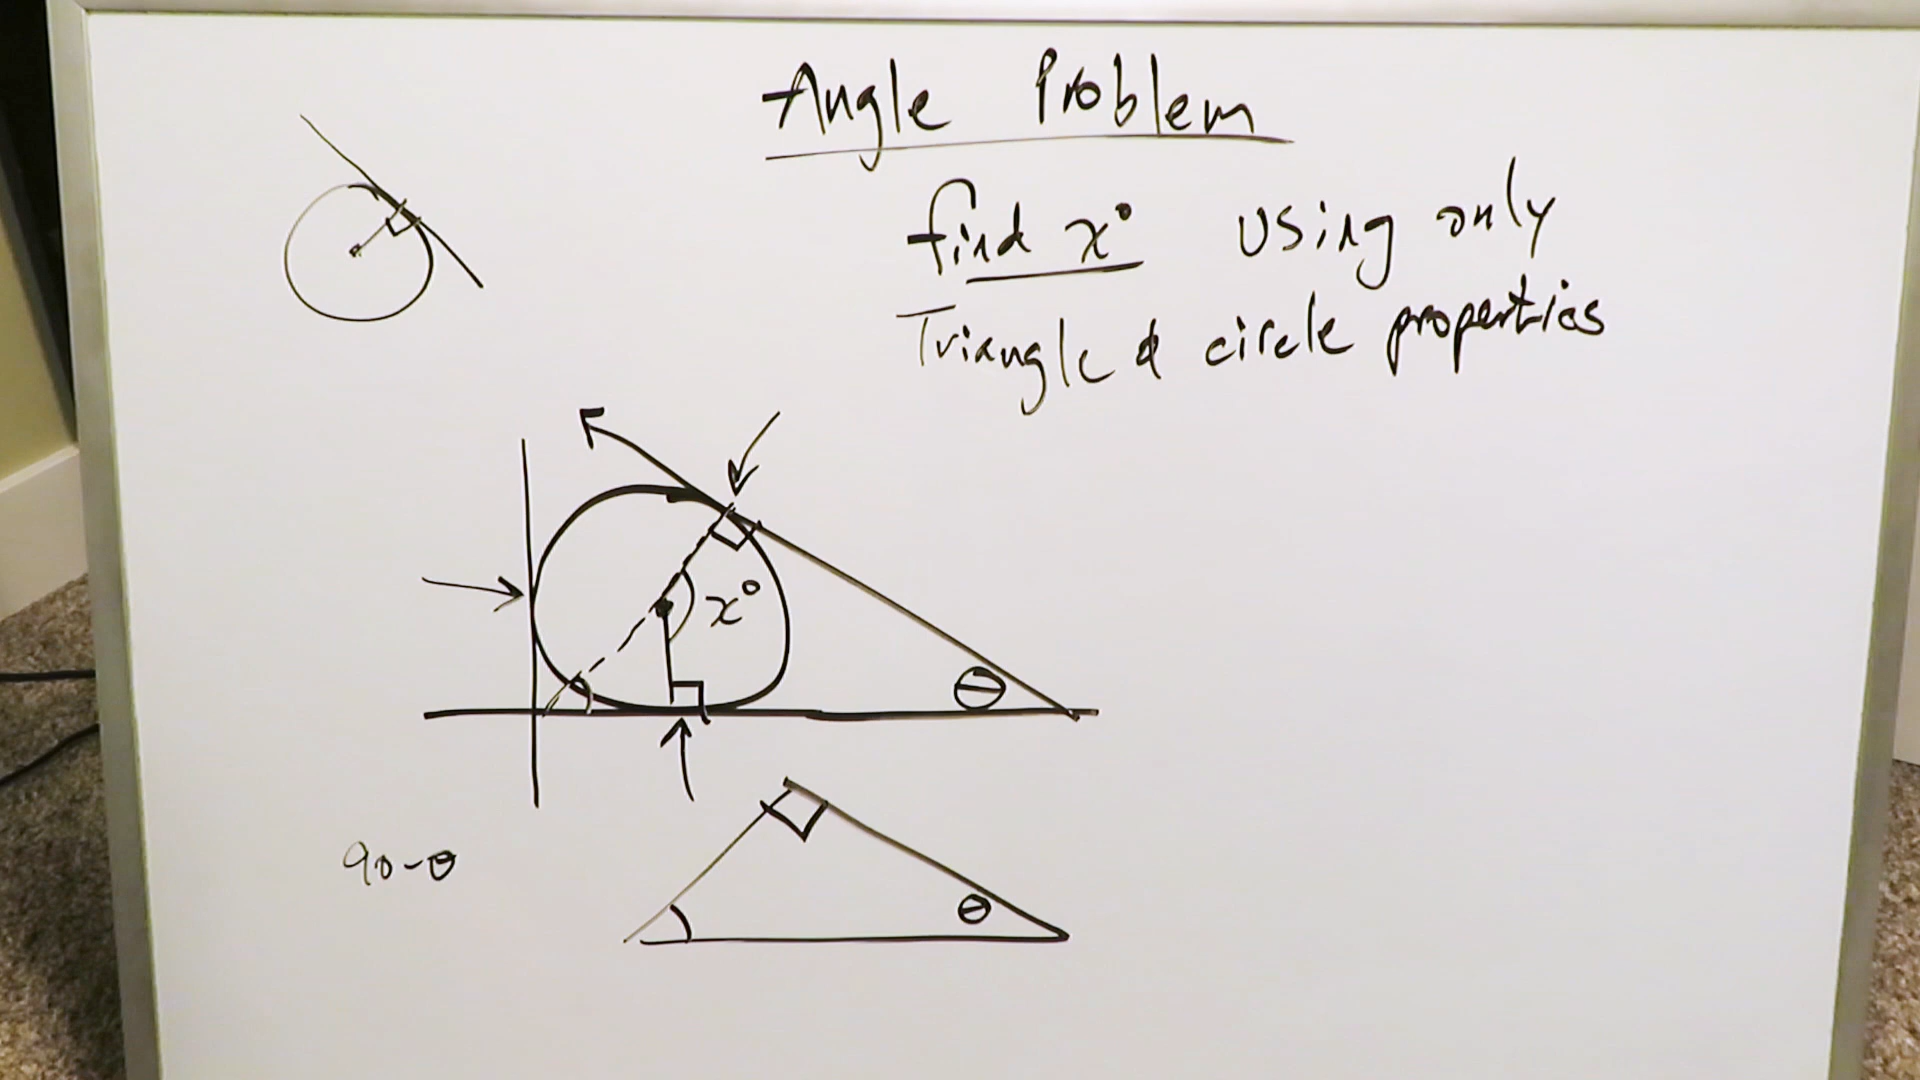 Angle Problem
find x° using only
Triangle & circle properties
x°
θ
90-θ
θ